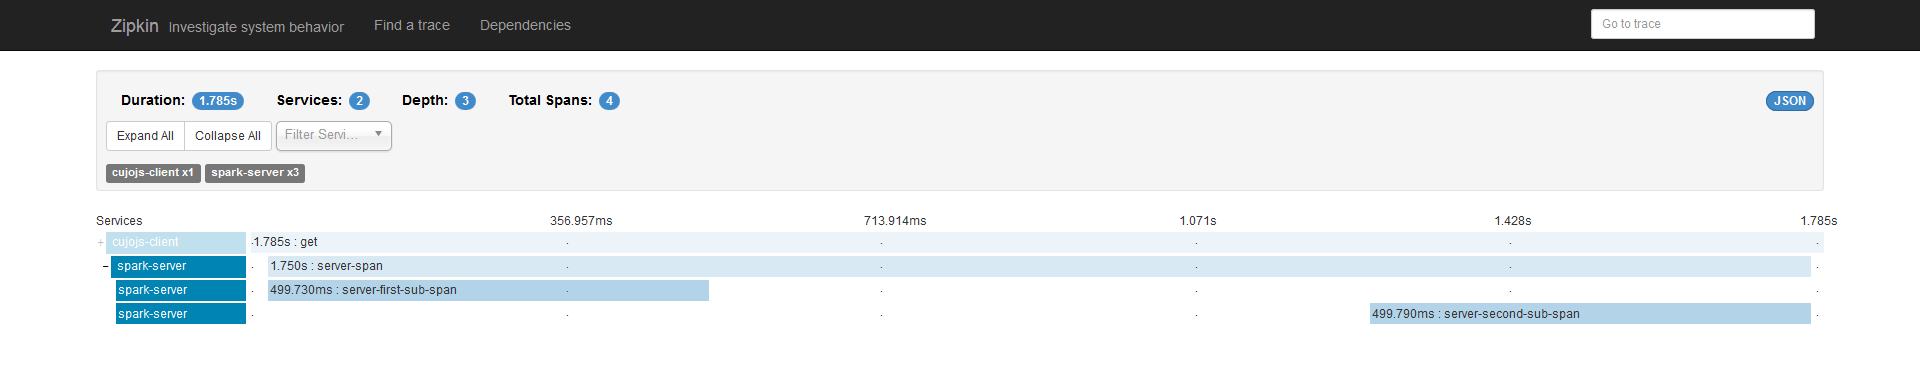 Zipkin Investigate system behavior Find a trace Dependencies Go to trace
Duration: 1.785s Services: 2 Depth: 3 Total Spans: 4 JSON
Expand All Collapse All Filter Servi...
cujojs-client x1 spark-server x3
Services 356.957ms 713.914ms 1.071s 1.428s 1.785s
+ cujojs-client 1.785s : get
- spark-server 1.750s : server-span
spark-server 499.730ms : server-first-sub-span
spark-server 499.790ms : server-second-sub-span